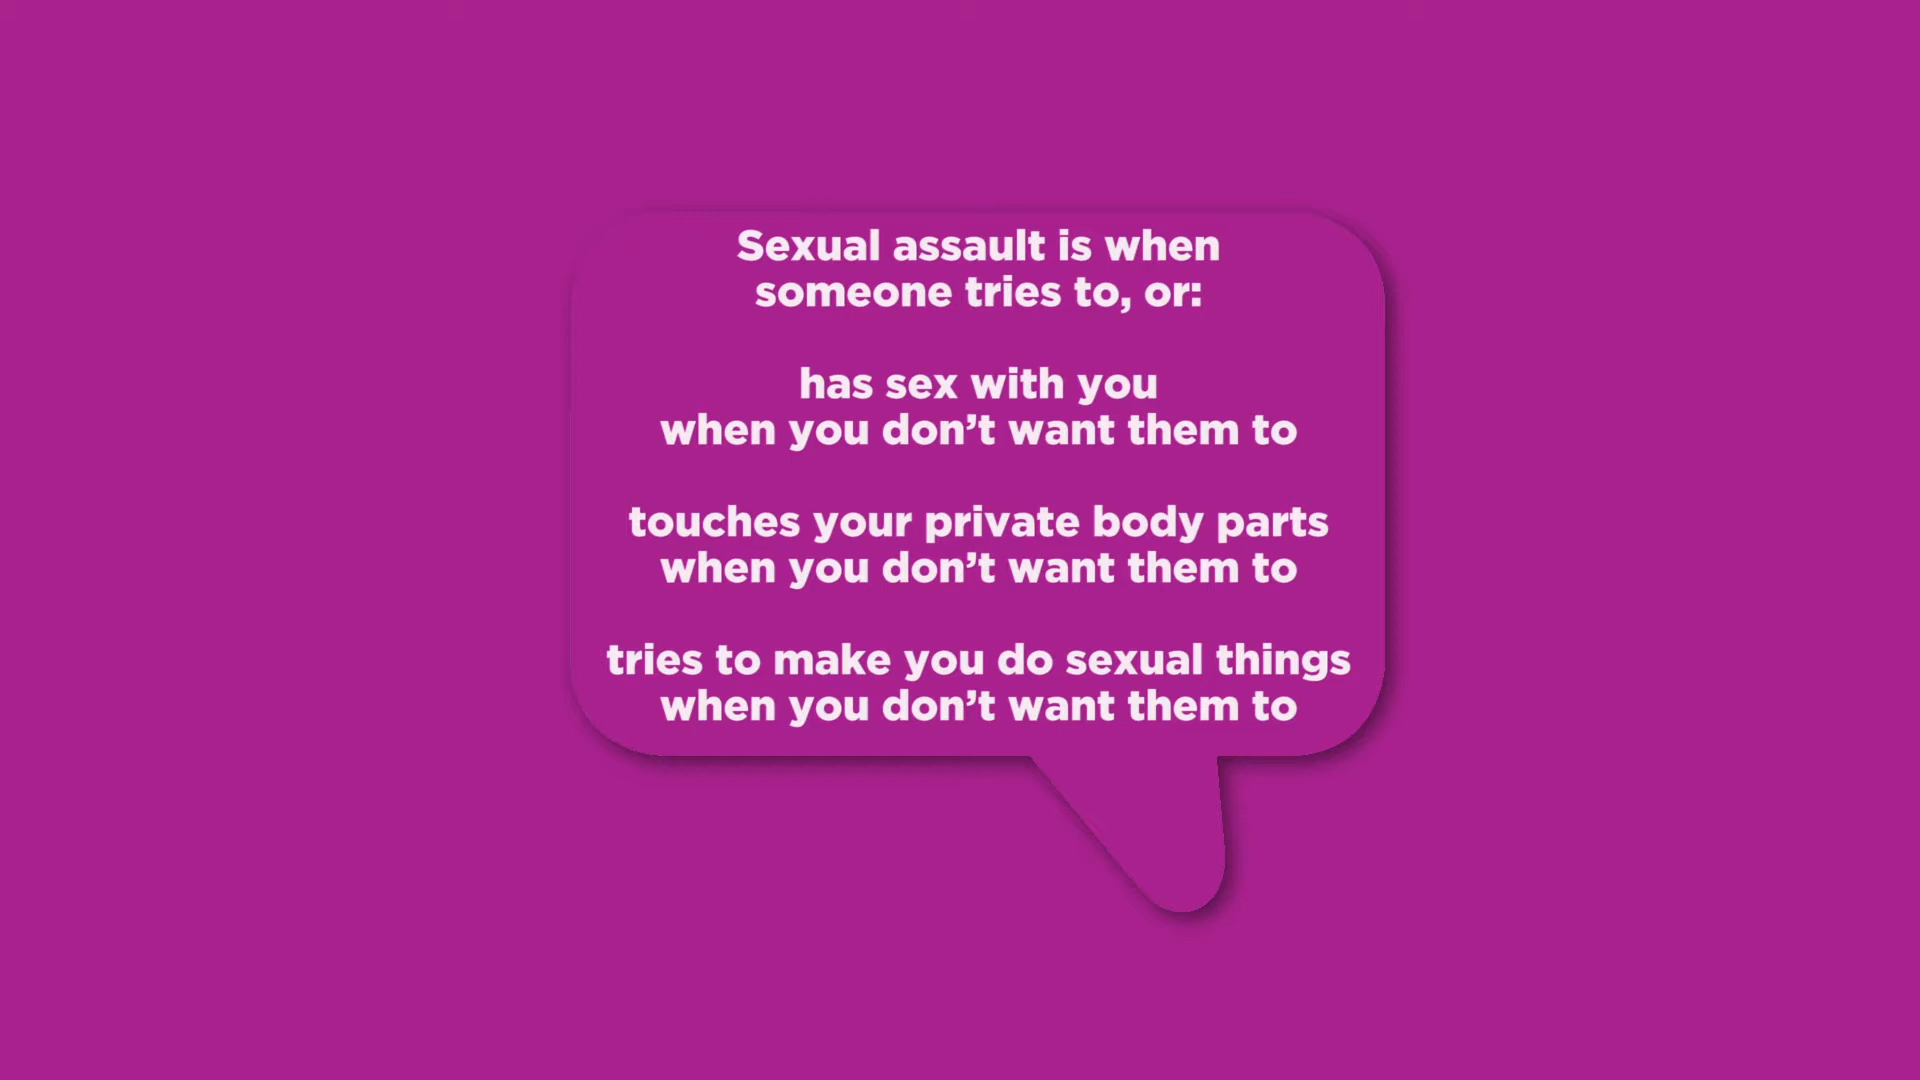 Sexual assault is when
someone tries to, or:
has sex with you
when you don’t want them to
touches your private body parts
when you don’t want them to
tries to make you do sexual things
when you don’t want them to